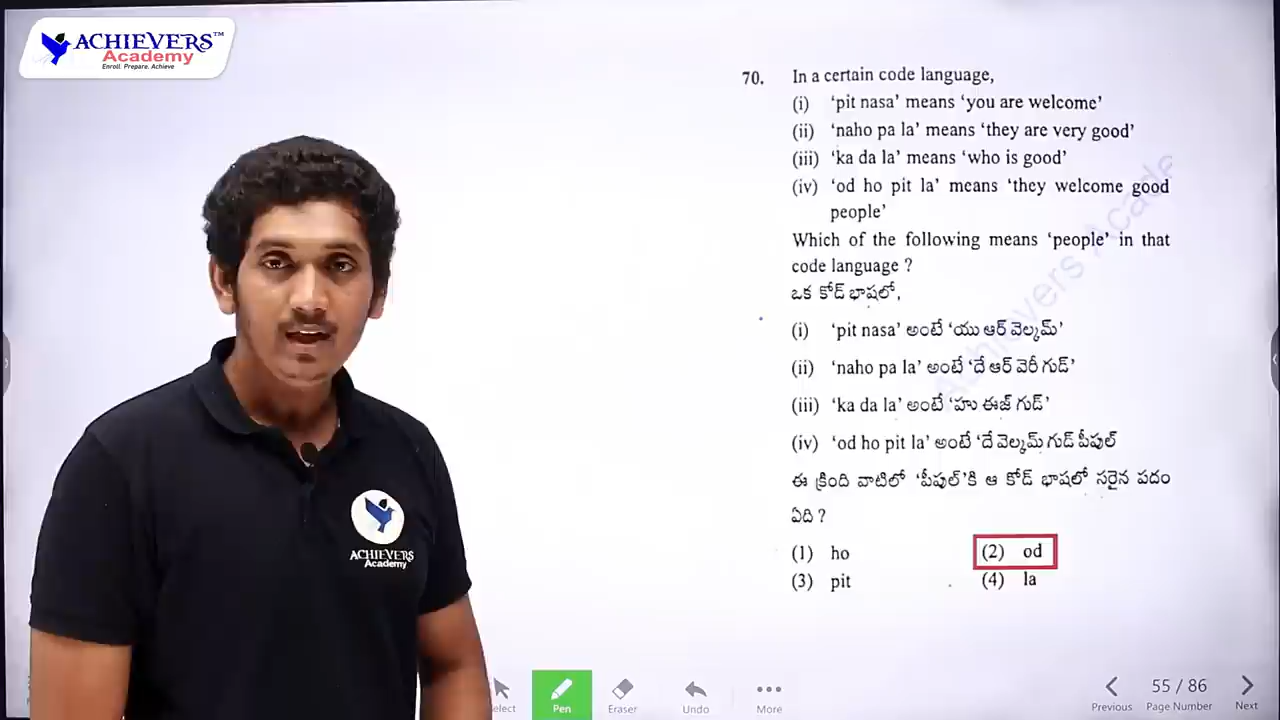 ACHIEVERS™
Academy
Enroll. Prepare. Achieve
70. In a certain code language,
(i) ‘pit nasa’ means ‘you are welcome’
(ii) ‘naho pa la’ means ‘they are very good’
(iii) ‘ka da la’ means ‘who is good’
(iv) ‘od ho pit la’ means ‘they welcome good
people’
Which of the following means ‘people’ in that
code language ?
ఒక కోడ్ భాషలో,
(i) ‘pit nasa’ అంటే ‘యు ఆర్ వెల్కమ్’
(ii) ‘naho pa la’ అంటే ‘దే ఆర్ వెరీ గుడ్’
(iii) ‘ka da la’ అంటే ‘హు ఈజ్ గుడ్’
(iv) ‘od ho pit la’ అంటే ‘దే వెల్కమ్ గుడ్ పీపుల్
ఈ క్రింది వాటిలో ‘పీపుల్’కి ఆ కోడ్ భాషలో సరైన పదం
ఏది ?
(1) ho (2) od
(3) pit (4) la
Achievers Acade
ACHIEVERS
Academy
elect Pen Eraser Undo More
Previous 55 / 86 Page Number Next